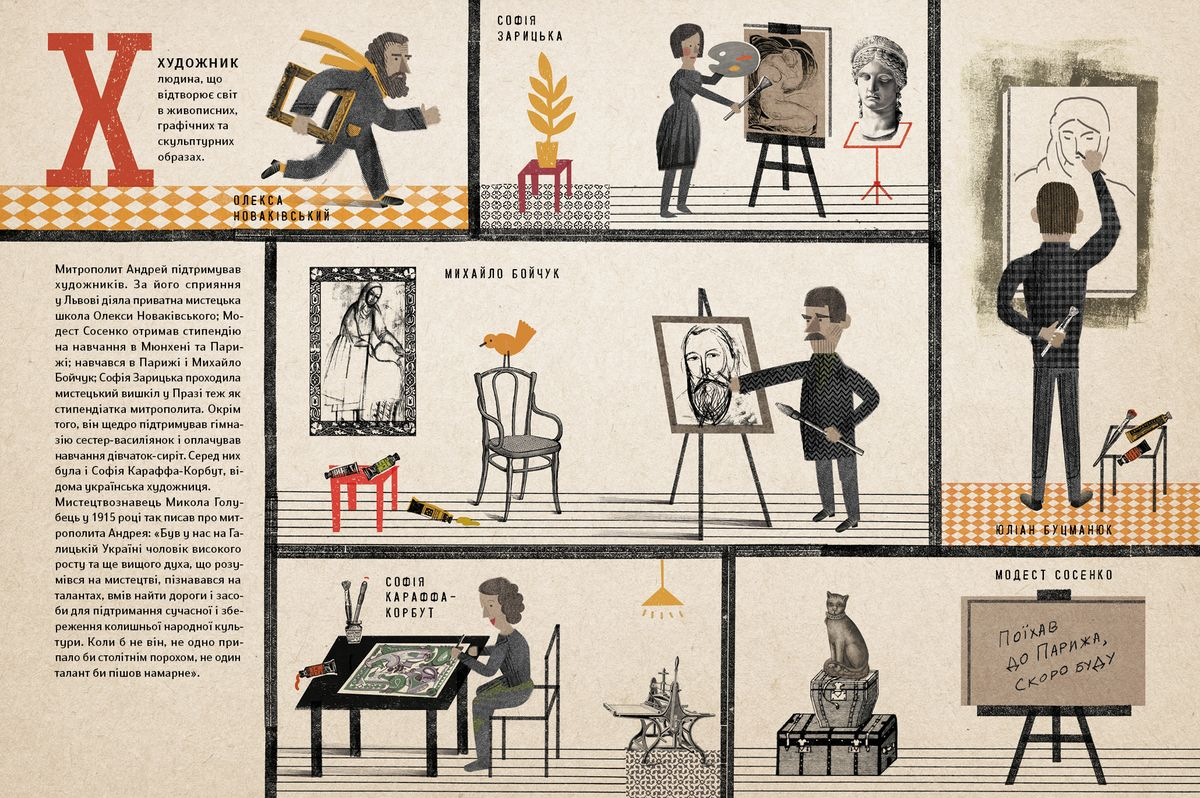 Х
ХУДОЖНИК
людина, що
відтворює світ
в живописних,
графічних та
скульптурних
образах.
ОЛЕКСА
НОВАКІВСЬКИЙ
СОФІЯ
ЗАРИЦЬКА
Митрополит Андрей підтримував
художників. За його сприяння
у Львові діяла приватна мистецька
школа Олекси Новаківського; Мо-
дест Сосенко отримав стипендію
на навчання в Мюнхені та Пари-
жі; навчався в Парижі і Михайло
Бойчук; Софія Зарицька проходила
мистецький вишкіл у Празі теж як
стипендіатка митрополита. Окрім
того, він щедро підтримував гімна-
зію сестер-василіянок і оплачував
навчання дівчаток-сиріт. Серед них
була і Софія Караффа-Корбут, ві-
дома українська художниця.
Мистецтвознавець Микола Голу-
бець у 1915 році так писав про мит-
рополита Андрея: «Був у нас на Га-
лицькій Україні чоловік високого
росту та ще вищого духа, що розу-
мівся на мистецтві, пізнавався на
талантах, вмів найти дороги і засо-
би для підтримання сучасної і збе-
реження колишньої народної куль-
тури. Коли б не він, не одно при-
пало би столітнім порохом, не один
талант би пішов намарне».
МИХАЙЛО БОЙЧУК
ЮЛІАН БУЦМАНЮК
СОФІЯ
КАРАФФА-
КОРБУТ
МОДЕСТ СОСЕНКО
ПОЇХАВ
ДО ПАРИЖА,
СКОРО БУДУ